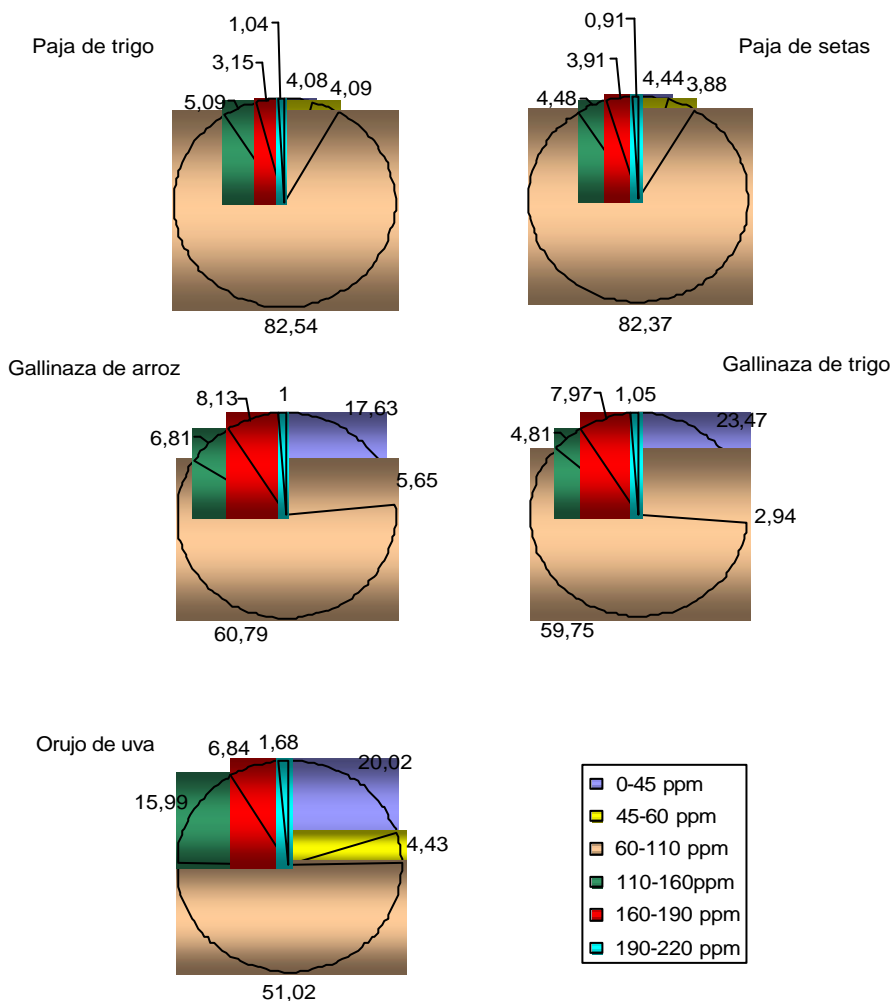 Paja de trigo
1,04
3,15
5,09
4,08
4,09
82,54
Paja de setas
0,91
3,91
4,48
4,44
3,88
82,37
Gallinaza de arroz
8,13
1
17,63
6,81
5,65
60,79
Gallinaza de trigo
7,97
1,05
23,47
4,81
2,94
59,75
Orujo de uva
6,84
1,68
20,02
15,99
4,43
51,02
0-45 ppm
45-60 ppm
60-110 ppm
110-160ppm
160-190 ppm
190-220 ppm